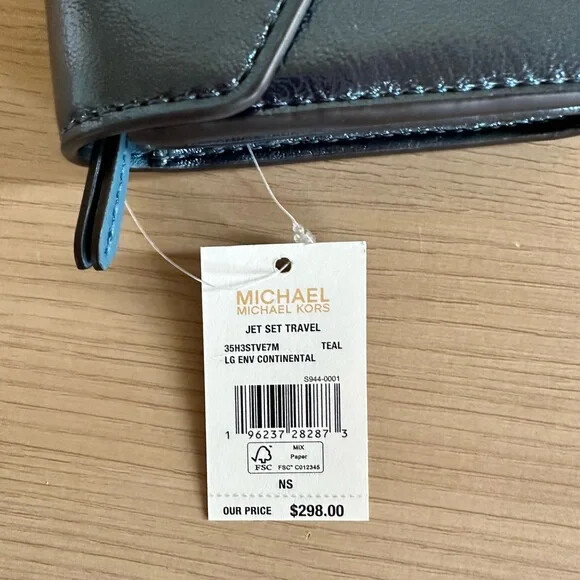 MICHAEL
MICHAEL KORS
JET SET TRAVEL
35H3STVE7M TEAL
LG ENV CONTINENTAL
S944-0001
1 96237 28287 3
FSC
MIX
Paper
FSC® C012345
NS
OUR PRICE $298.00